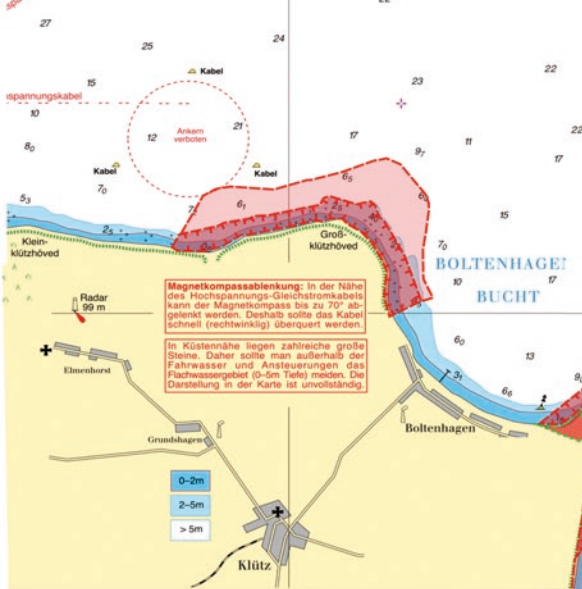 22
27
24
25
22
15
23
Kabel
nspannungskabel
10
21
22
Ankern
verboten
12
17
11
8₀
9₇
17
Kabel
Kabel
6₅
7₀
6₁
6₀
5₃
15
2₅
Klein-
klützhöved
Groß-
klützhöved
7₀
BOLTENHAGEN
10
17
BUCHT
Radar
99 m
Magnetkompassablenkung: In der Nähe
des Hochspannungs-Gleichstromkabels
kann der Magnetkompass bis zu 70° ab-
gelenkt werden. Deshalb sollte das Kabel
schnell (rechtwinklig) überquert werden.
In Küstennähe liegen zahlreiche große
Steine. Daher sollte man außerhalb der
Fahrwasser und Ansteuerungen das
Flachwassergebiet (0–5m Tiefe) meiden. Die
Darstellung in der Karte ist unvollständig.
6₀
13
Elmenhorst
3₁
9₀
6₆
2
Boltenhagen
Grundshagen
0–2m
2–5m
> 5m
Klütz